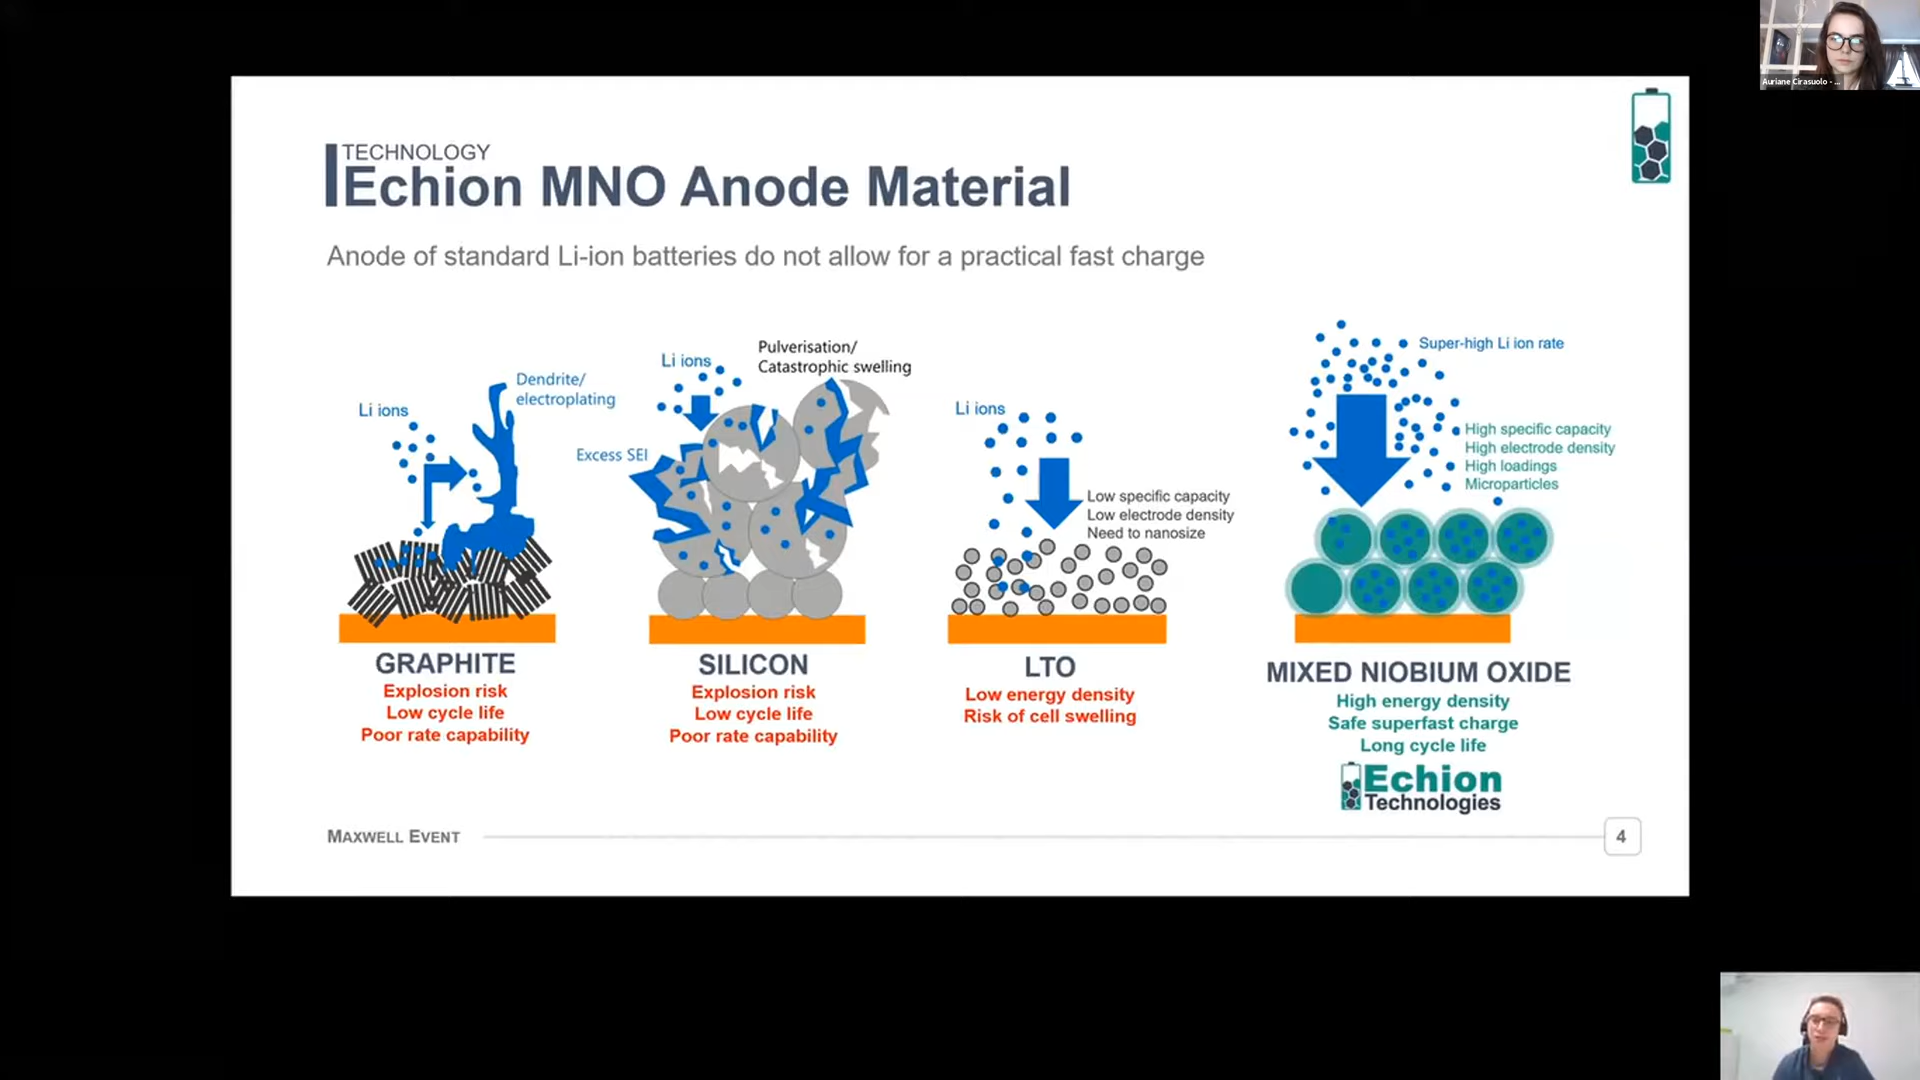 Auriane Cirasuolo - ...
TECHNOLOGY
Echion MNO Anode Material
Anode of standard Li-ion batteries do not allow for a practical fast charge
Li ions
Dendrite/
electroplating
GRAPHITE
Explosion risk
Low cycle life
Poor rate capability
Li ions
Pulverisation/
Catastrophic swelling
Excess SEI
SILICON
Explosion risk
Low cycle life
Poor rate capability
Li ions
Low specific capacity
Low electrode density
Need to nanosize
LTO
Low energy density
Risk of cell swelling
Super-high Li ion rate
High specific capacity
High electrode density
High loadings
Microparticles
MIXED NIOBIUM OXIDE
High energy density
Safe superfast charge
Long cycle life
Echion
Technologies
MAXWELL EVENT
4